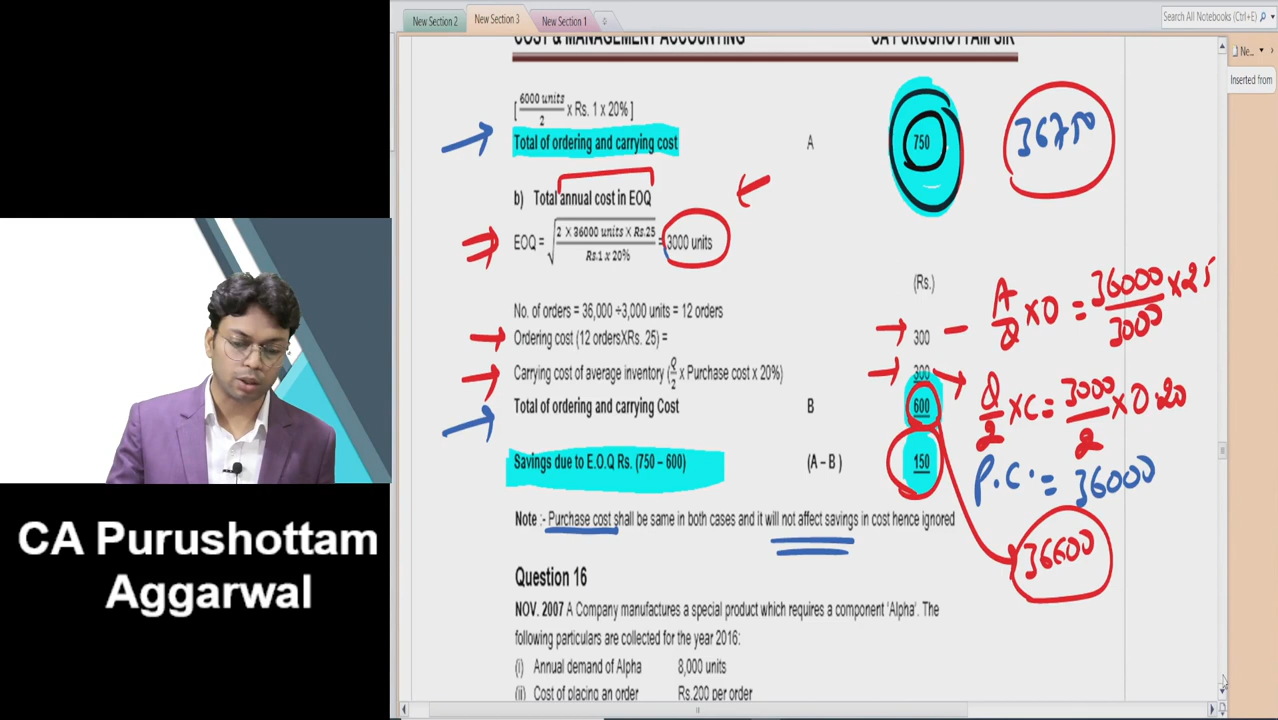 New Section 2
New Section 3
New Section 1
Search All Notebooks (Ctrl+E)
Ne...
Inserted from
COST & MANAGEMENT ACCOUNTING CA PURUSHOTTAM SIR
[ 6000 units / 2 x Rs. 1 x 20% ]
Total of ordering and carrying cost A 750 36750
b) Total annual cost in EOQ
EOQ = √ 2 × 36000 units × Rs.25 / Rs.1 x 20% = 3000 units
(Rs.)
No. of orders = 36,000 ÷3,000 units = 12 orders
Ordering cost (12 ordersXRs. 25) = 300 – A/Q × O = 36000/3000 × 25
Carrying cost of average inventory (Q/2 x Purchase cost x 20%) 300
Q/2 × C = 3000/2 × 0.20
Total of ordering and carrying Cost B 600
Savings due to E.O.Q Rs. (750 – 600) (A – B ) 150
P.C. = 36000
Note :- Purchase cost shall be same in both cases and it will not affect savings in cost hence ignored
36600
Question 16
NOV. 2007 A Company manufactures a special product which requires a component 'Alpha'. The
following particulars are collected for the year 2016:
(i) Annual demand of Alpha 8,000 units
(ii) Cost of placing an order Rs.200 per order
CA Purushottam
Aggarwal